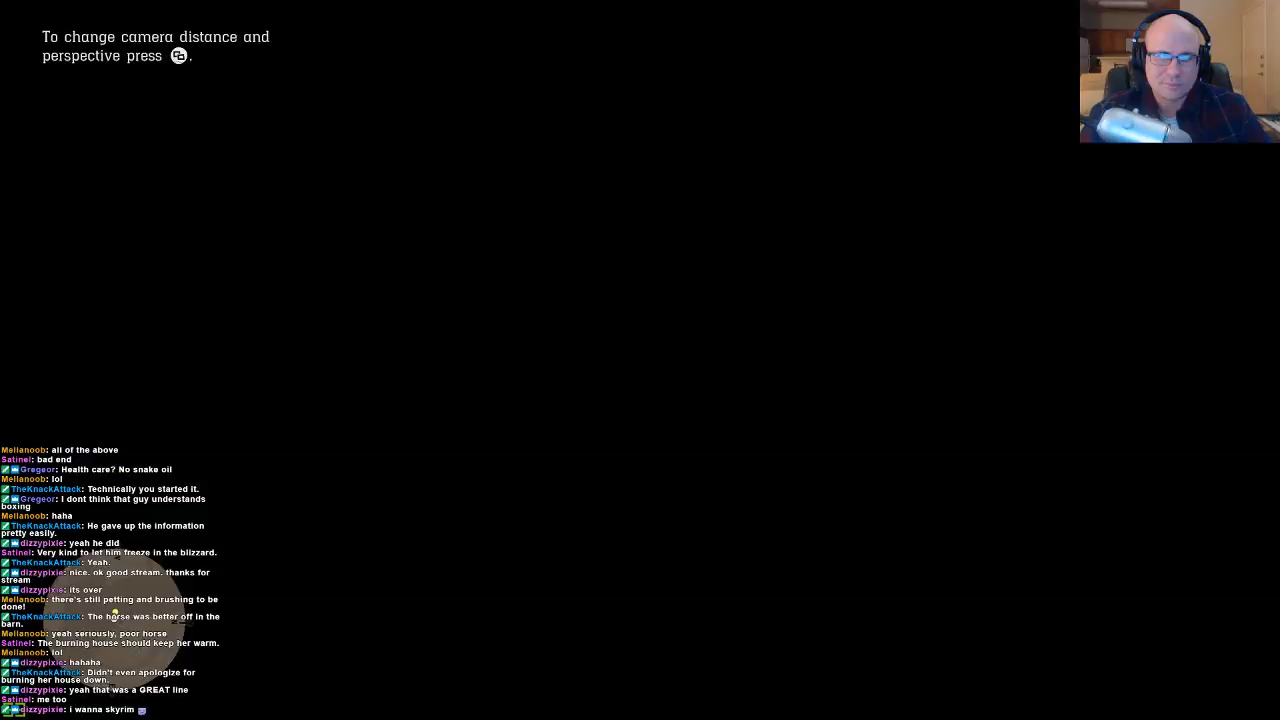 To change camera distance and
perspective press .
Mellanoob: all of the above
Satinel: bad end
Gregeor: Health care? No snake oil
Mellanoob: lol
TheKnackAttack: Technically you started it.
Gregeor: I dont think that guy understands
boxing
Mellanoob: haha
TheKnackAttack: He gave up the information
pretty easily.
dizzypixie: yeah he did
Satinel: Very kind to let him freeze in the blizzard.
TheKnackAttack: Yeah.
dizzypixie: nice. ok good stream. thanks for
stream
dizzypixie: its over
Mellanoob: there's still petting and brushing to be
done!
TheKnackAttack: The horse was better off in the
barn.
Mellanoob: yeah seriously, poor horse
Satinel: The burning house should keep her warm.
Mellanoob: lol
dizzypixie: hahaha
TheKnackAttack: Didn't even apologize for
burning her house down.
dizzypixie: yeah that was a GREAT line
Satinel: me too
dizzypixie: i wanna skyrim